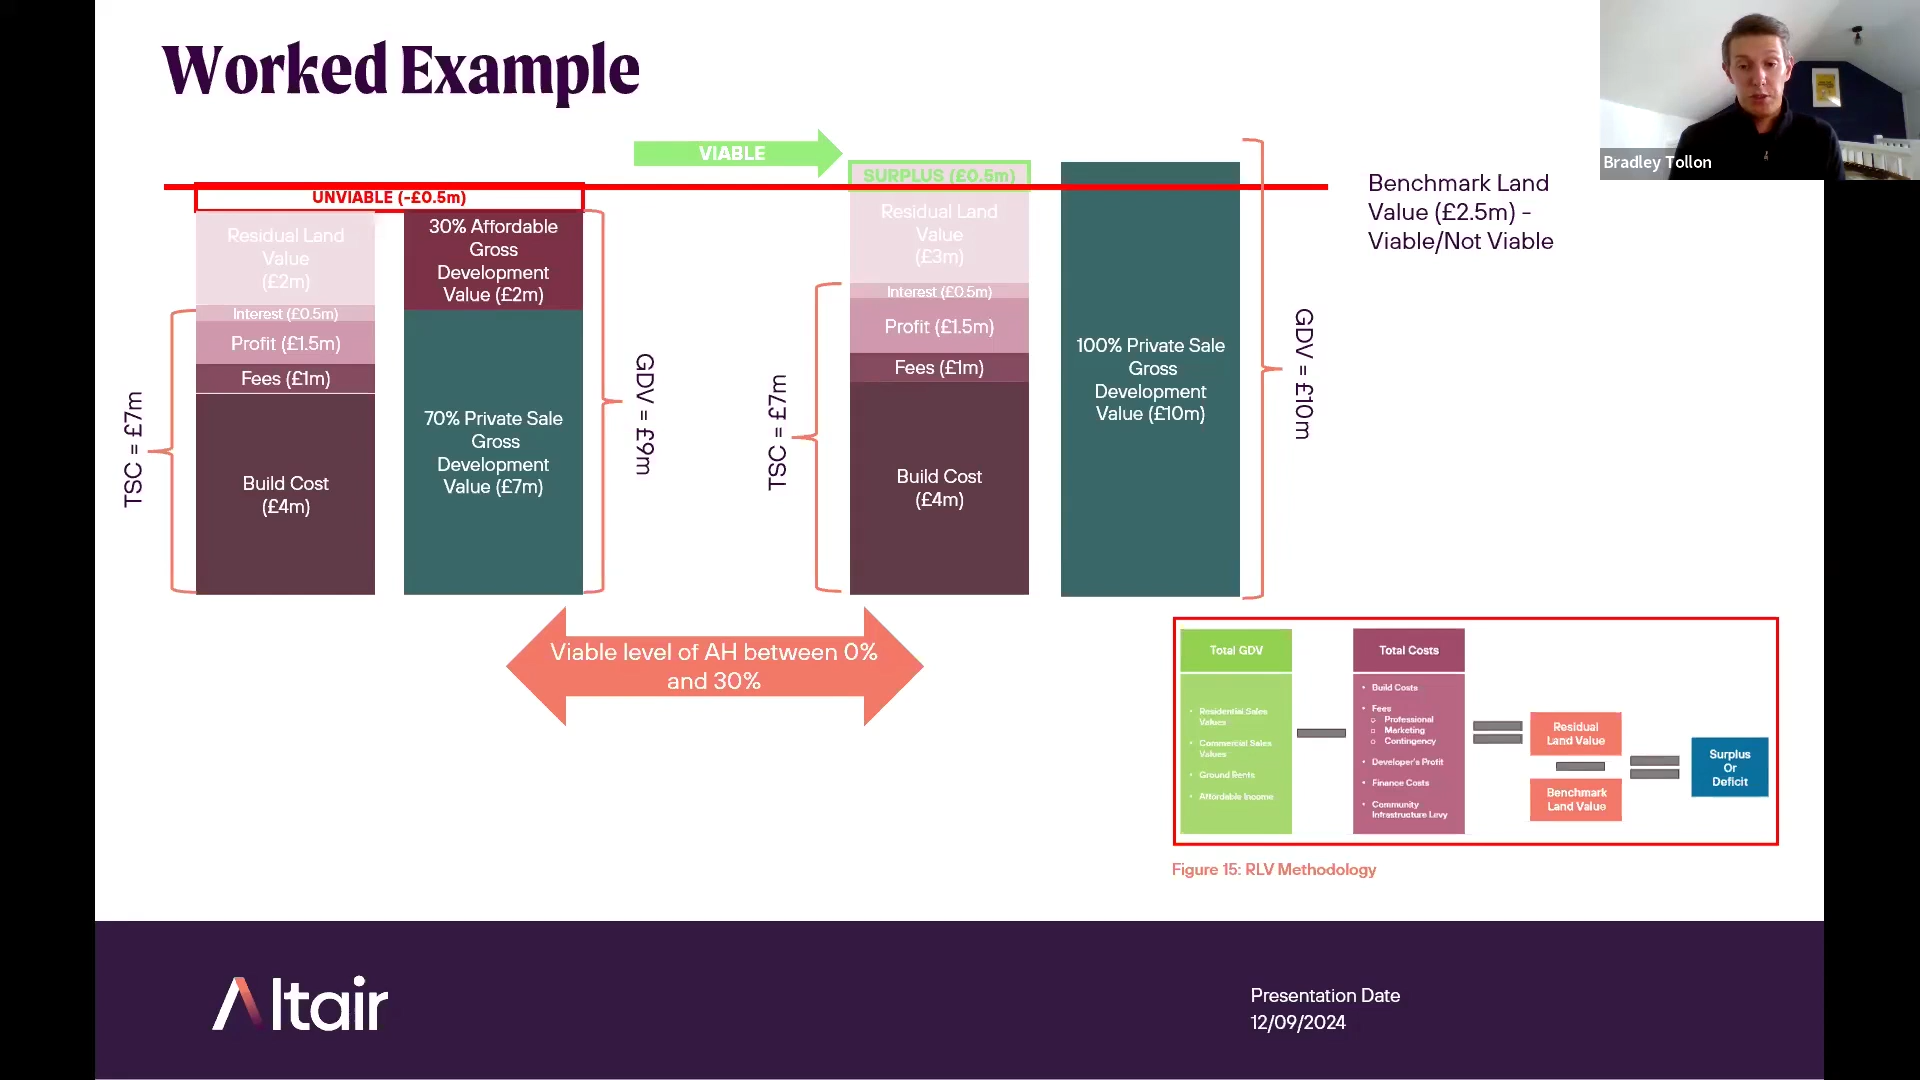 Worked Example
Bradley Tollon
VIABLE
UNVIABLE (-£0.5m)
SURPLUS (£0.5m)
Benchmark Land
Value (£2.5m) -
Viable/Not Viable
TSC = £7m
Residual Land
Value
(£2m)
Interest (£0.5m)
Profit (£1.5m)
Fees (£1m)
Build Cost
(£4m)
30% Affordable
Gross
Development
Value (£2m)
70% Private Sale
Gross
Development
Value (£7m)
GDV = £9m
TSC = £7m
Residual Land
Value
(£3m)
Interest (£0.5m)
Profit (£1.5m)
Fees (£1m)
Build Cost
(£4m)
100% Private Sale
Gross
Development
Value (£10m)
GDV = £10m
Viable level of AH between 0%
and 30%
Total GDV
Residential Sales
Values
Commercial Sales
Values
Ground Rents
Affordable Income
Total Costs
Build Costs
Fees
Professional
Marketing
Contingency
Developer's Profit
Finance Costs
Community
Infrastructure Levy
Residual
Land Value
Benchmark
Land Value
Surplus
Or
Deficit
Figure 15: RLV Methodology
Altair
Presentation Date
12/09/2024